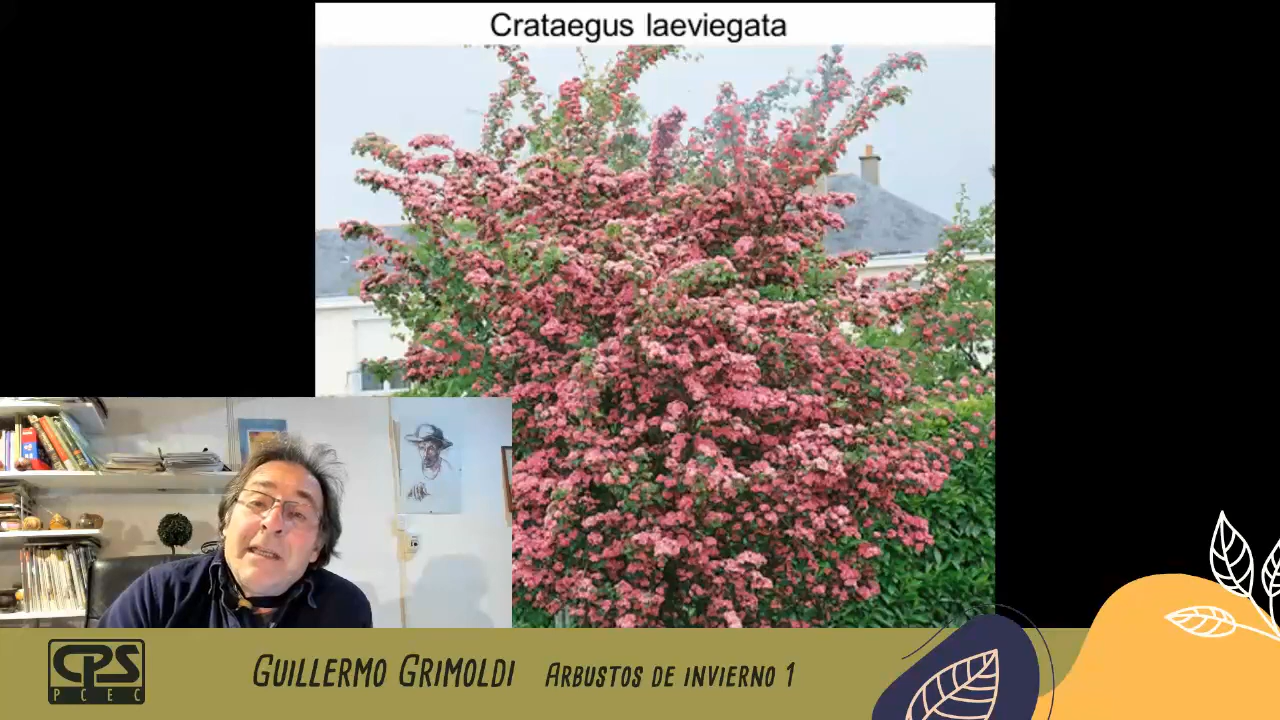 Crataegus laeviegata
CPS
PCEC
GUILLERMO GRIMOLDI ARBUSTOS DE INVIERNO 1